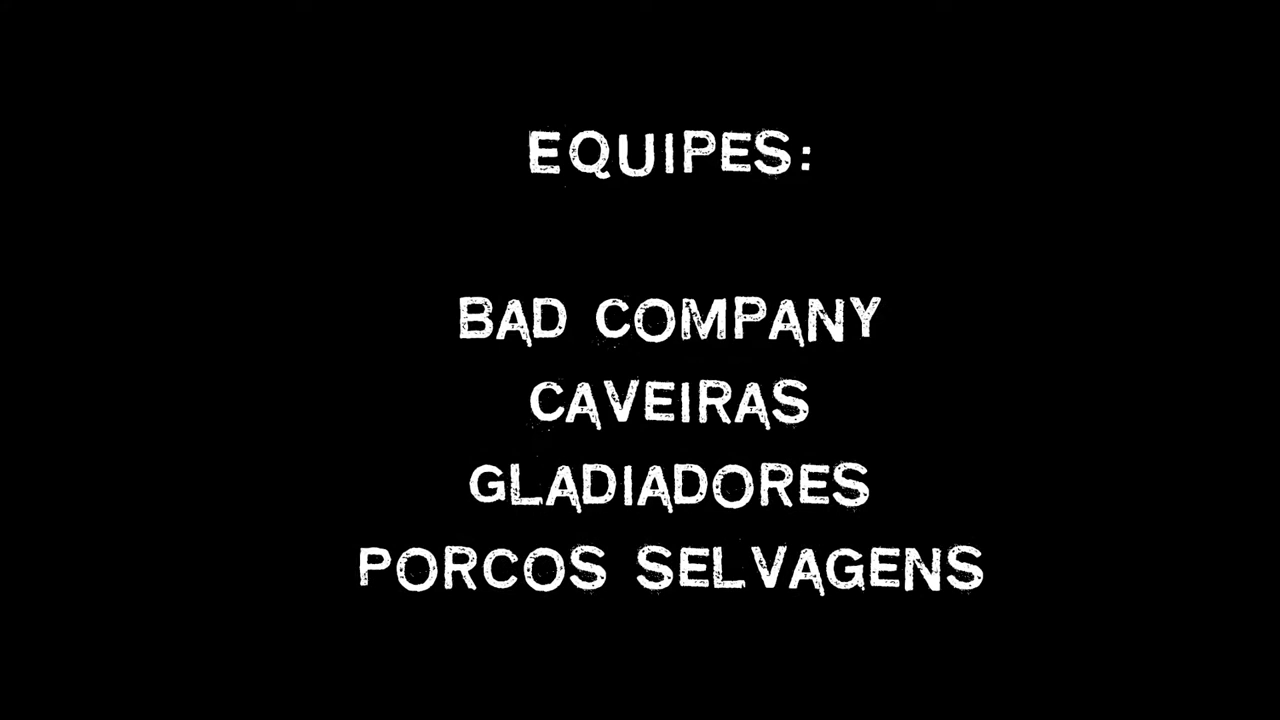 EQUIPES:
BAD COMPANY
CAVEIRAS
GLADIADORES
PORCOS SELVAGENS